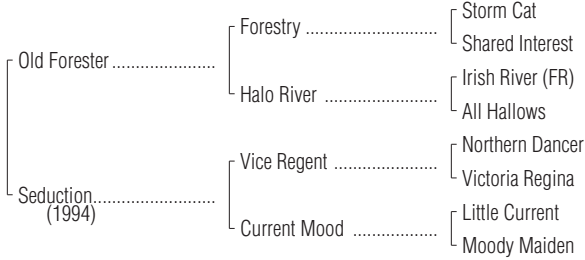 Storm Cat
Forestry ..............................
Shared Interest
Old Forester ........................
Irish River (FR)
Halo River ..........................
All Hallows
Northern Dancer
Vice Regent ........................
Victoria Regina
Seduction............................
(1994)
Little Current
Current Mood ...................
Moody Maiden